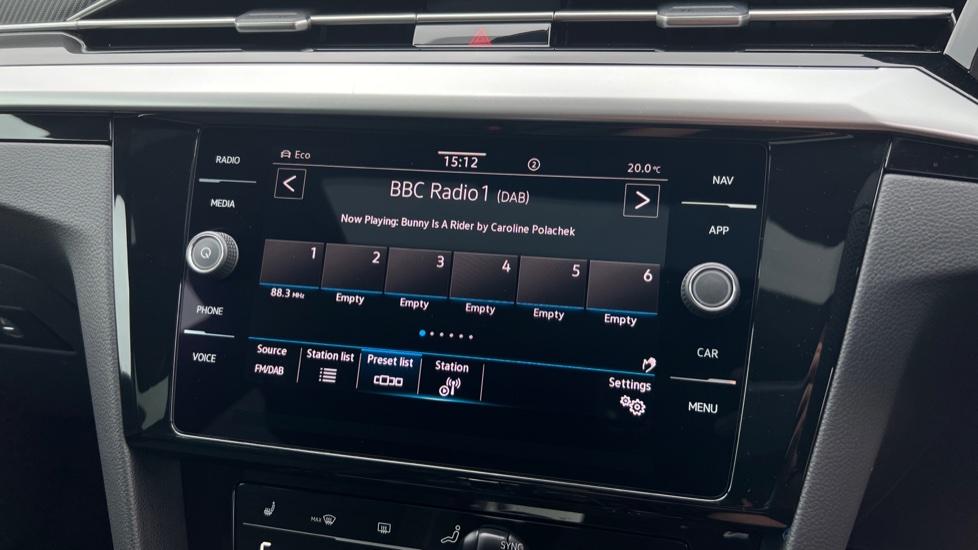 RADIO
MEDIA
PHONE
VOICE
Eco
15:12
2
20.0°C
<
BBC Radio 1 (DAB)
>
Now Playing: Bunny Is A Rider by Caroline Polachek
1 2 3 4 5 6
88.3 MHz Empty Empty Empty Empty Empty
Source Station list Preset list Station Settings
FM/DAB
NAV
APP
CAR
MENU
MAX
SYNC